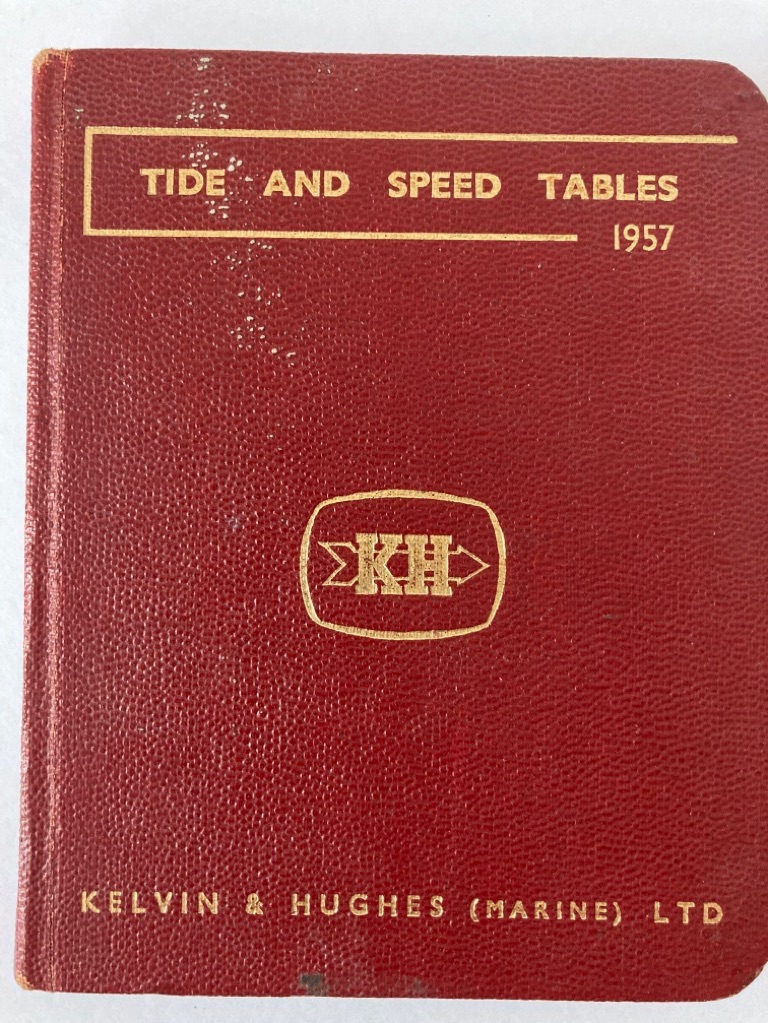 TIDE AND SPEED TABLES
1957
KH
KELVIN & HUGHES (MARINE) LTD